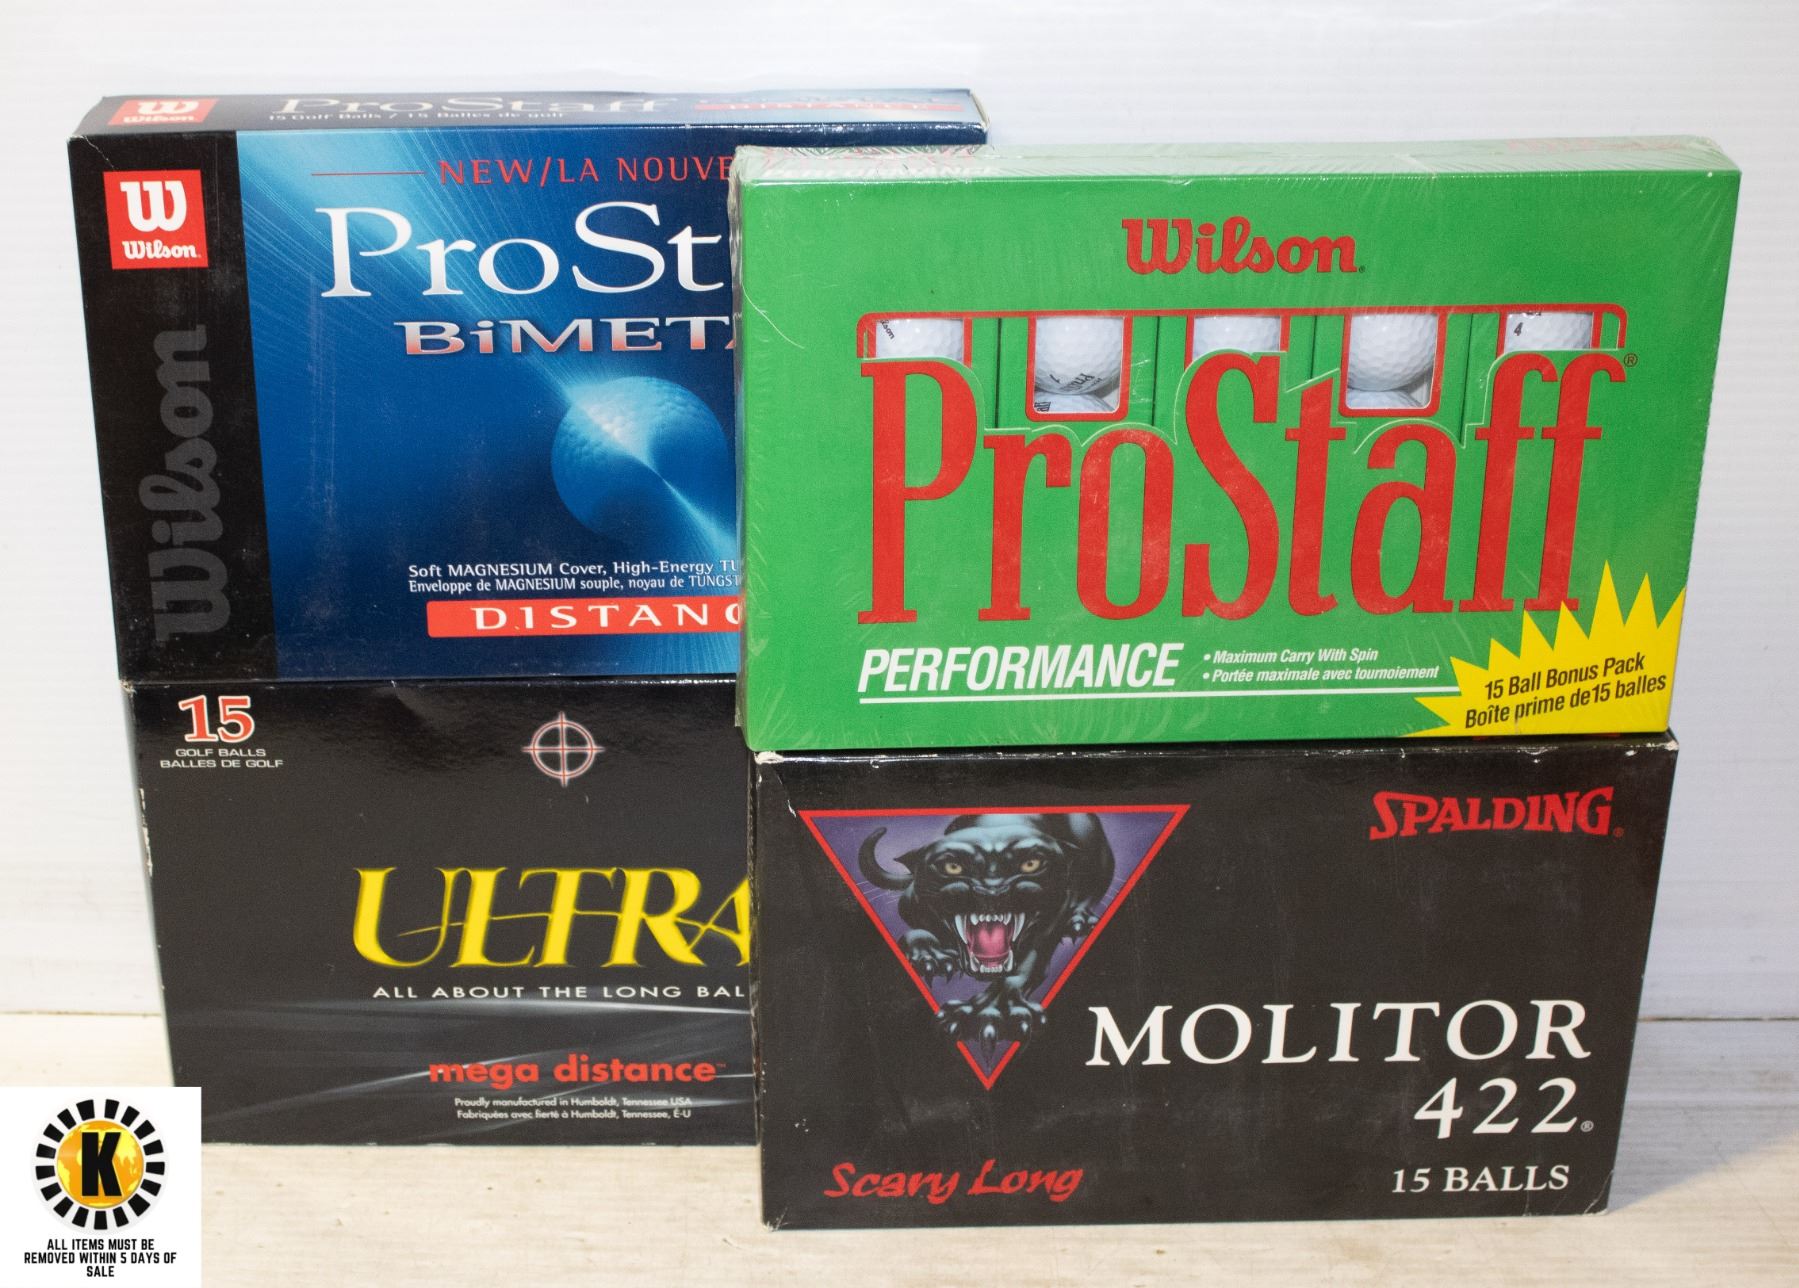 Wilson
ProStaff
15 Golf Balls / 15 Balles de golf
DISTANCE
W
Wilson
NEW/LA NOUVE
ProSt
BiMETA
Wilson
Soft MAGNESIUM Cover, High-Energy TU
Enveloppe de MAGNESIUM souple, noyau de TUNGST
DISTANC
Wilson
ProStaff®
4
PERFORMANCE
• Maximum Carry With Spin
• Portée maximale avec tournoiement
15 Ball Bonus Pack
Boîte prime de 15 balles
15
GOLF BALLS
BALLES DE GOLF
ULTRA
ALL ABOUT THE LONG BAL
mega distance™
Proudly manufactured in Humboldt, Tennessee USA
Fabriquées avec fierté à Humboldt, Tennessee, É-U
SPALDING®
MOLITOR
422®
Scary Long
15 BALLS
K
ALL ITEMS MUST BE
REMOVED WITHIN 5 DAYS OF
SALE